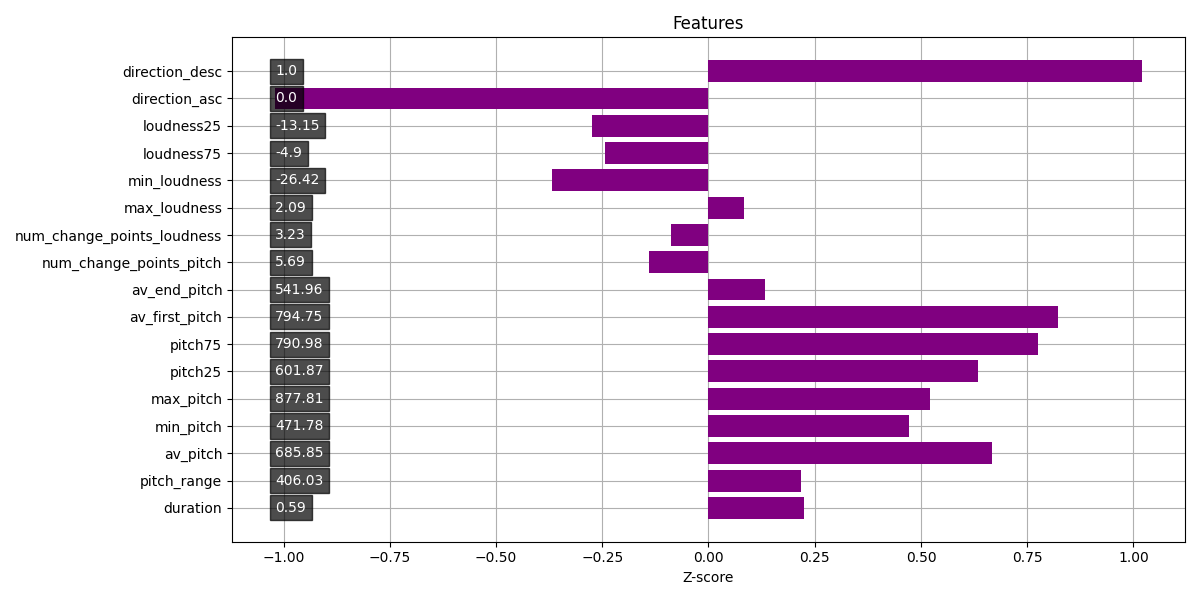 Features
direction_desc 1.0
direction_asc 0.0
loudness25 -13.15
loudness75 -4.9
min_loudness -26.42
max_loudness 2.09
num_change_points_loudness 3.23
num_change_points_pitch 5.69
av_end_pitch 541.96
av_first_pitch 794.75
pitch75 790.98
pitch25 601.87
max_pitch 877.81
min_pitch 471.78
av_pitch 685.85
pitch_range 406.03
duration 0.59
−1.00 −0.75 −0.50 −0.25 0.00 0.25 0.50 0.75 1.00
Z-score